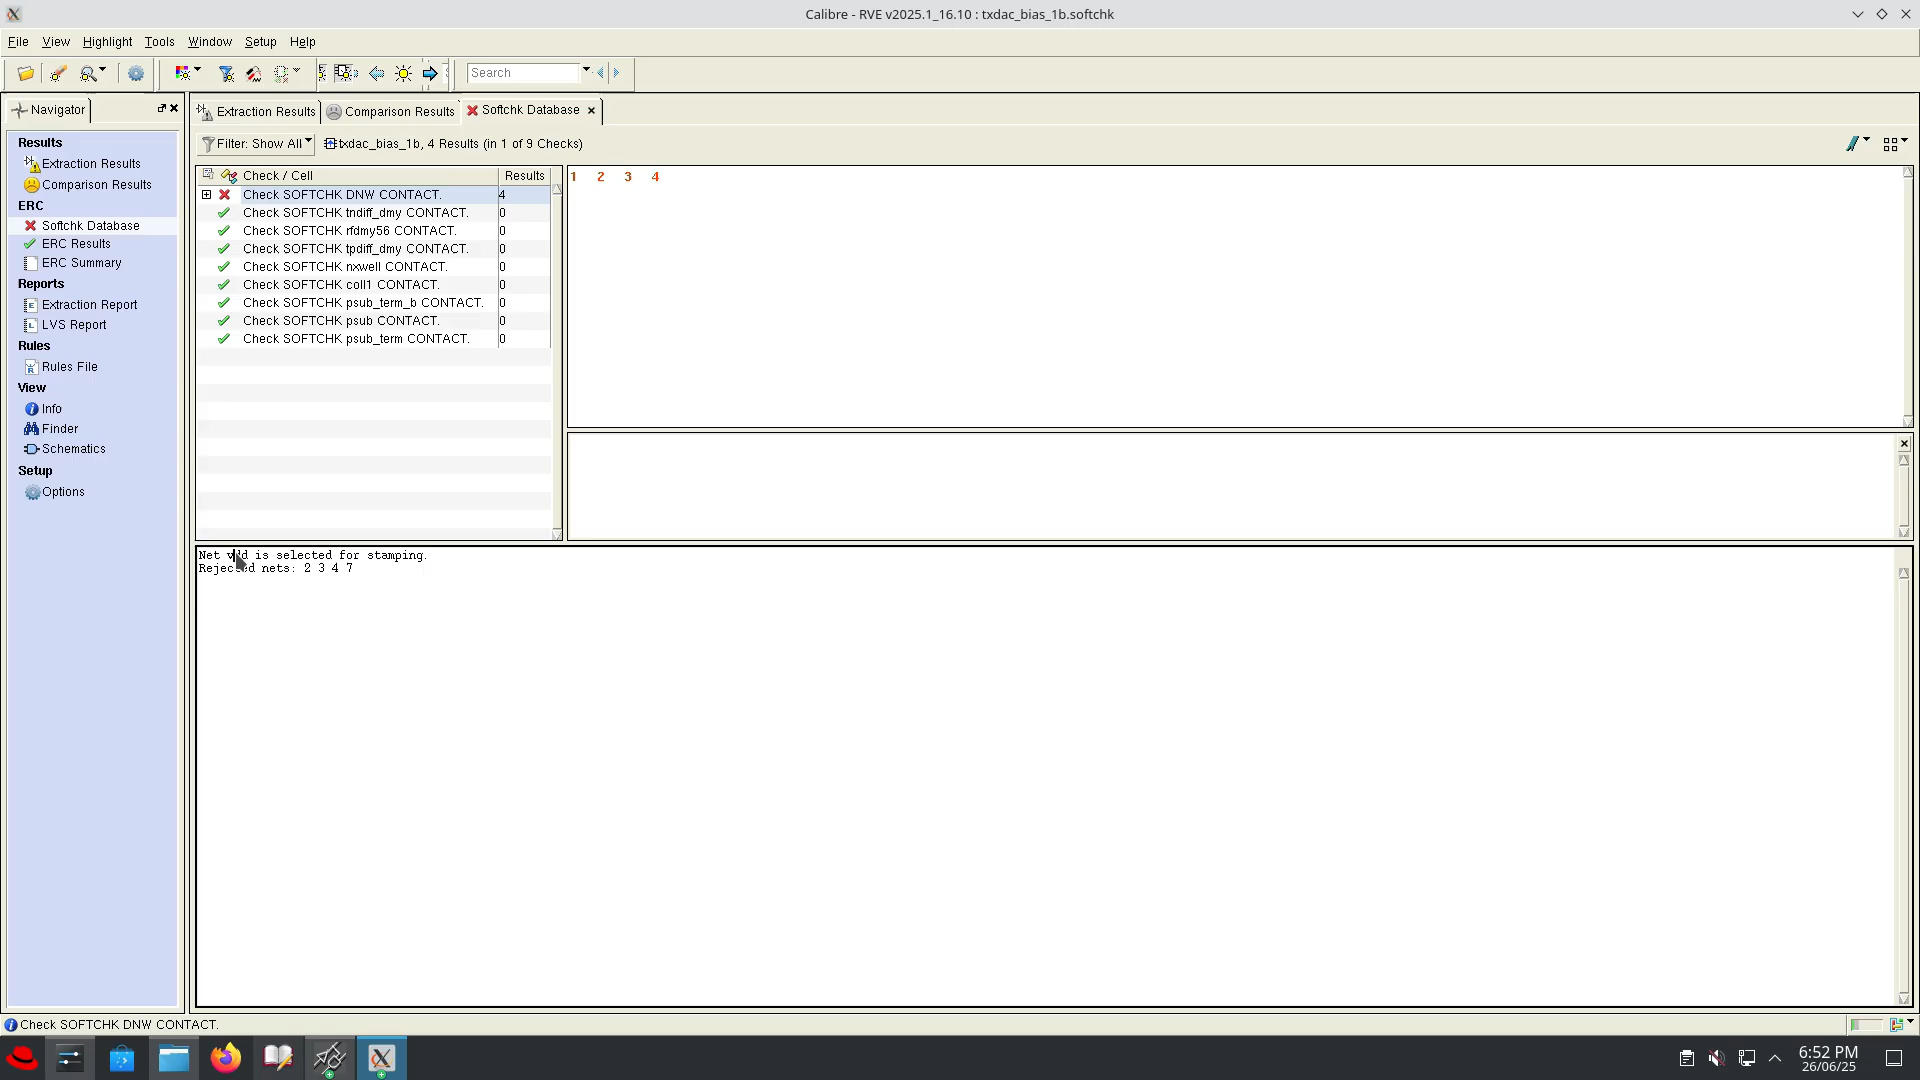 Calibre - RVE v2025.1_16.10 : txdac_bias_1b.softchk
File View Highlight Tools Window Setup Help
Search
Navigator
Results
Extraction Results
Comparison Results
ERC
Softchk Database
ERC Results
ERC Summary
Reports
Extraction Report
LVS Report
Rules
Rules File
View
Info
Finder
Schematics
Setup
Options
Extraction Results Comparison Results Softchk Database
Filter: Show All txdac_bias_1b, 4 Results (in 1 of 9 Checks)
Check / Cell Results
Check SOFTCHK DNW CONTACT. 4
Check SOFTCHK tndiff_dmy CONTACT. 0
Check SOFTCHK rfdmy56 CONTACT. 0
Check SOFTCHK tpdiff_dmy CONTACT. 0
Check SOFTCHK nxwell CONTACT. 0
Check SOFTCHK coll1 CONTACT. 0
Check SOFTCHK psub_term_b CONTACT. 0
Check SOFTCHK psub CONTACT. 0
Check SOFTCHK psub_term CONTACT. 0
1 2 3 4
Net vdd is selected for stamping.
Rejected nets: 2 3 4 7
Check SOFTCHK DNW CONTACT.
6:52 PM
26/06/25